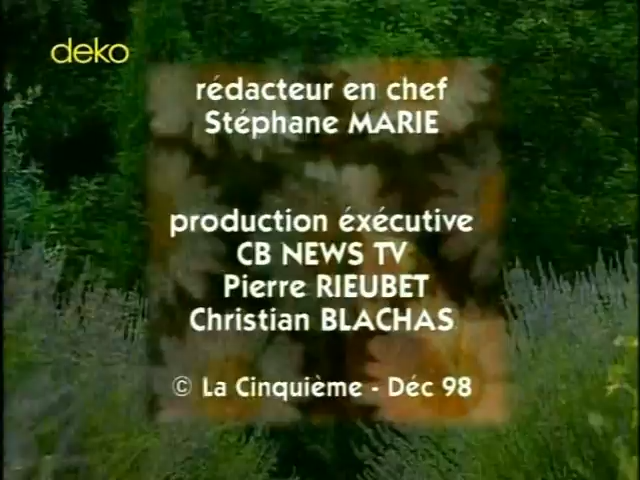 deko
rédacteur en chef
Stéphane MARIE
production éxécutive
CB NEWS TV
Pierre RIEUBET
Christian BLACHAS
© La Cinquième - Déc 98